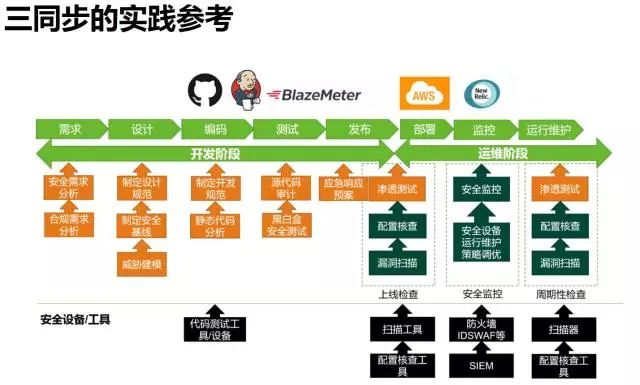 三同步的实践参考
BlazeMeter
AWS
New Relic.
需求
设计
编码
测试
发布
部署
监控
运行维护
开发阶段
运维阶段
安全需求
分析
合规需求
分析
制定设计
规范
制定安全
基线
威胁建模
制定开发
规范
静态代码
分析
源代码
审计
黑白盒
安全测试
应急响应
预案
渗透测试
配置核查
漏洞扫描
安全监控
安全设备
运行维护
策略调优
渗透测试
配置核查
漏洞扫描
上线检查
安全监控
周期性检查
安全设备/工具
代码测试工
具/设备
扫描工具
配置核查工
具
防火墙
IDSWAF等
SIEM
扫描器
配置核查工
具